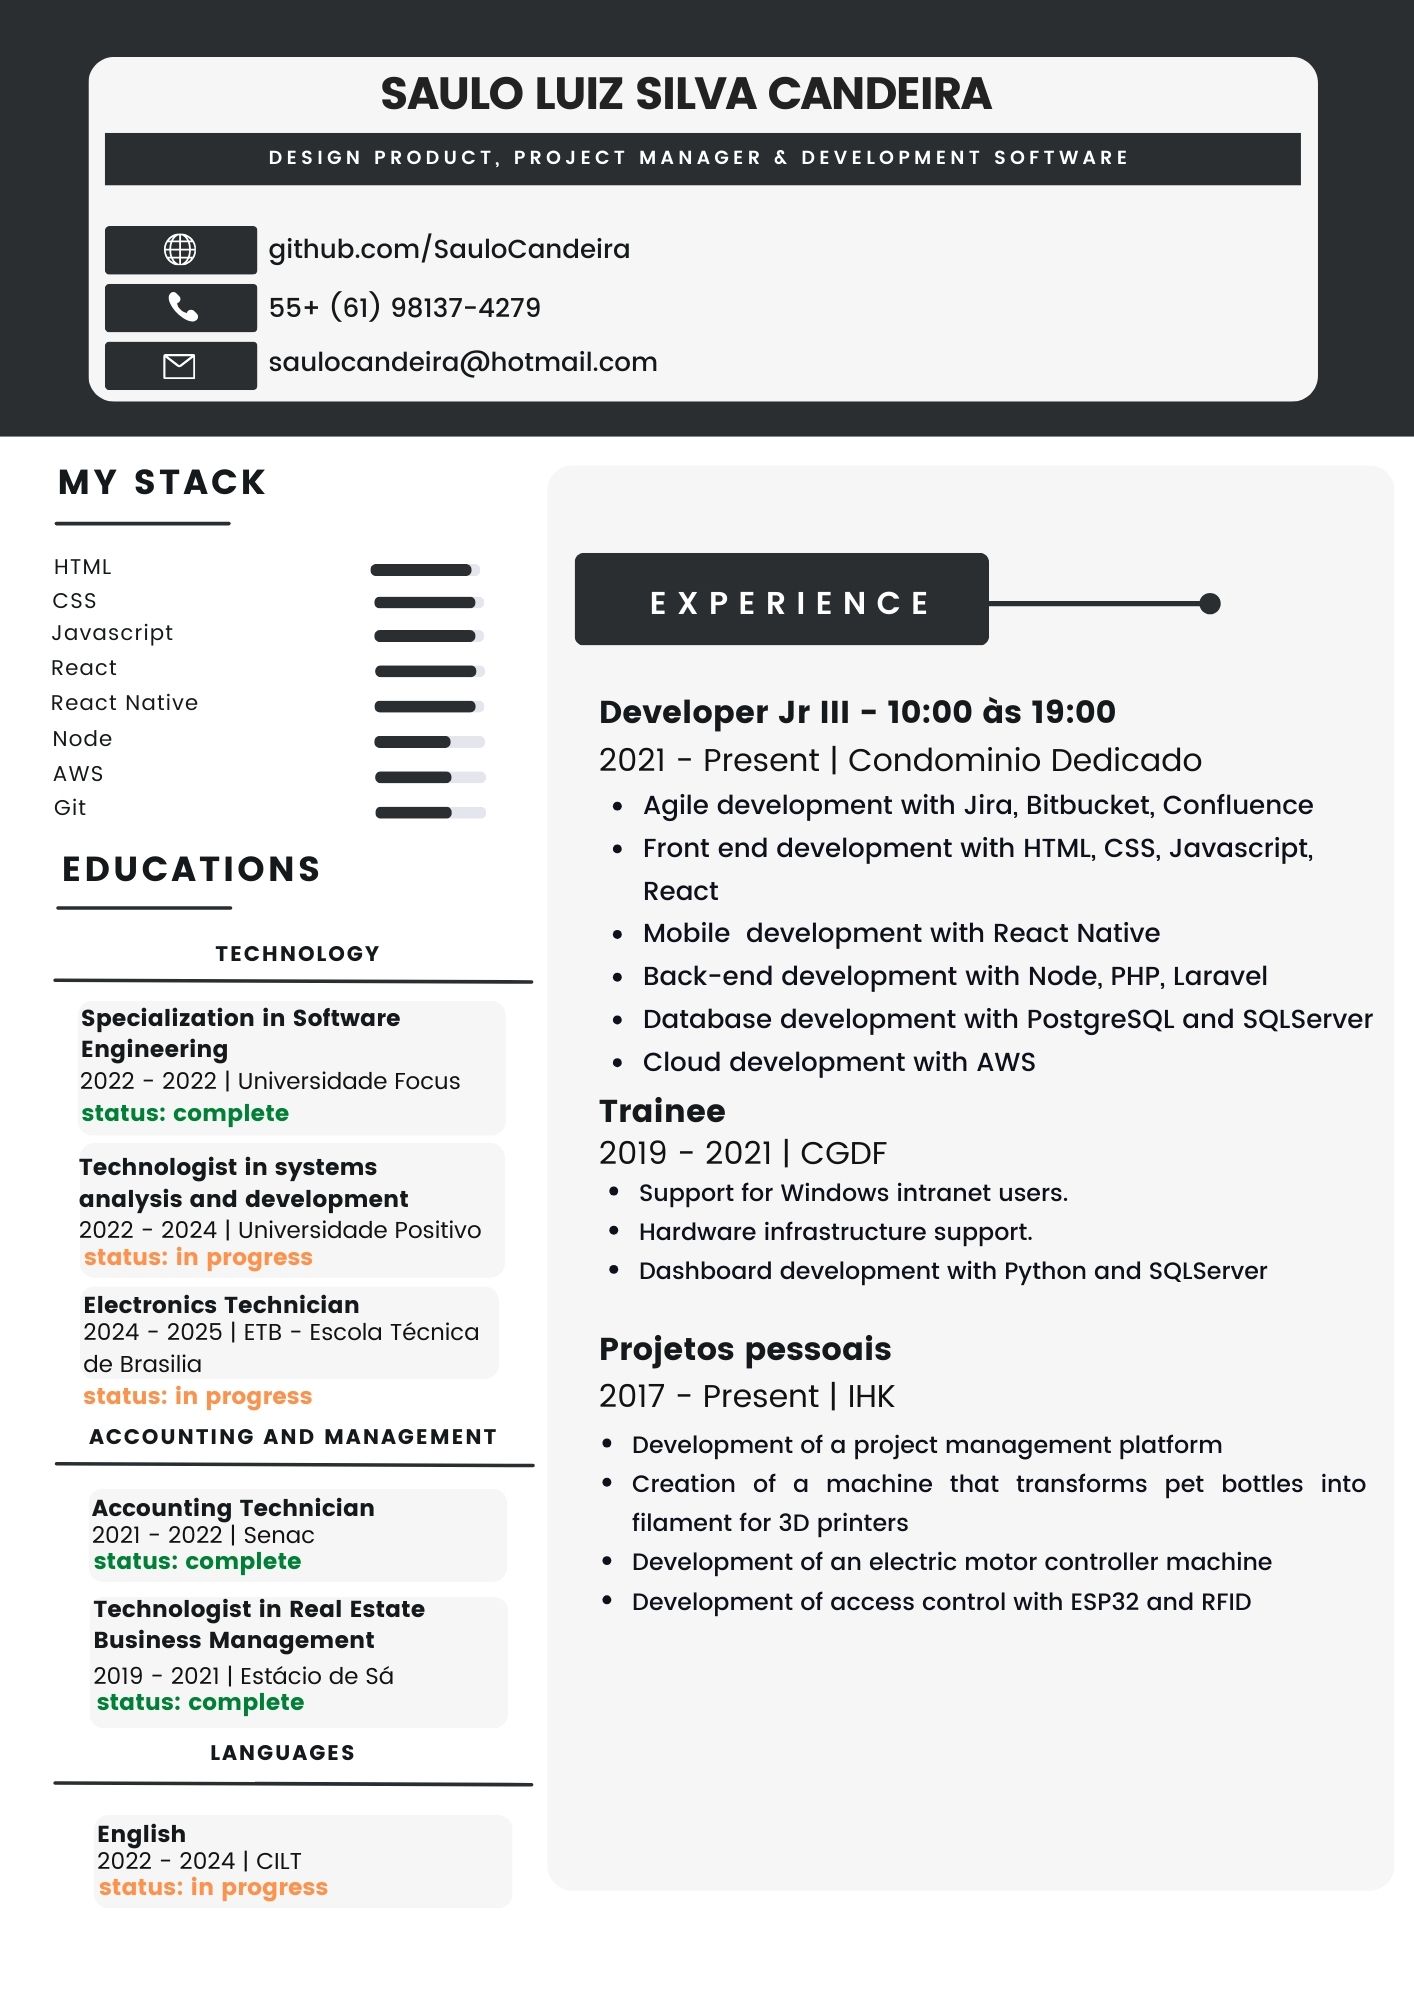 SAULO LUIZ SILVA CANDEIRA
DESIGN PRODUCT, PROJECT MANAGER & DEVELOPMENT SOFTWARE
github.com/SauloCandeira
55+ (61) 98137-4279
saulocandeira@hotmail.com
MY STACK
HTML
CSS
Javascript
React
React Native
Node
AWS
Git
EDUCATIONS
TECHNOLOGY
Specialization in Software
Engineering
2022 - 2022 | Universidade Focus
status: complete
Technologist in systems
analysis and development
2022 - 2024 | Universidade Positivo
status: in progress
Electronics Technician
2024 - 2025 | ETB - Escola Técnica
de Brasilia
status: in progress
ACCOUNTING AND MANAGEMENT
Accounting Technician
2021 - 2022 | Senac
status: complete
Technologist in Real Estate
Business Management
2019 - 2021 | Estácio de Sá
status: complete
LANGUAGES
English
2022 - 2024 | CILT
status: in progress
EXPERIENCE
Developer Jr III - 10:00 às 19:00
2021 - Present | Condominio Dedicado
• Agile development with Jira, Bitbucket, Confluence
• Front end development with HTML, CSS, Javascript,
React
• Mobile  development with React Native
• Back-end development with Node, PHP, Laravel
• Database development with PostgreSQL and SQLServer
• Cloud development with AWS
Trainee
2019 - 2021 | CGDF
• Support for Windows intranet users.
• Hardware infrastructure support.
• Dashboard development with Python and SQLServer
Projetos pessoais
2017 - Present | IHK
• Development of a project management platform
• Creation of a machine that transforms pet bottles into
filament for 3D printers
• Development of an electric motor controller machine
• Development of access control with ESP32 and RFID